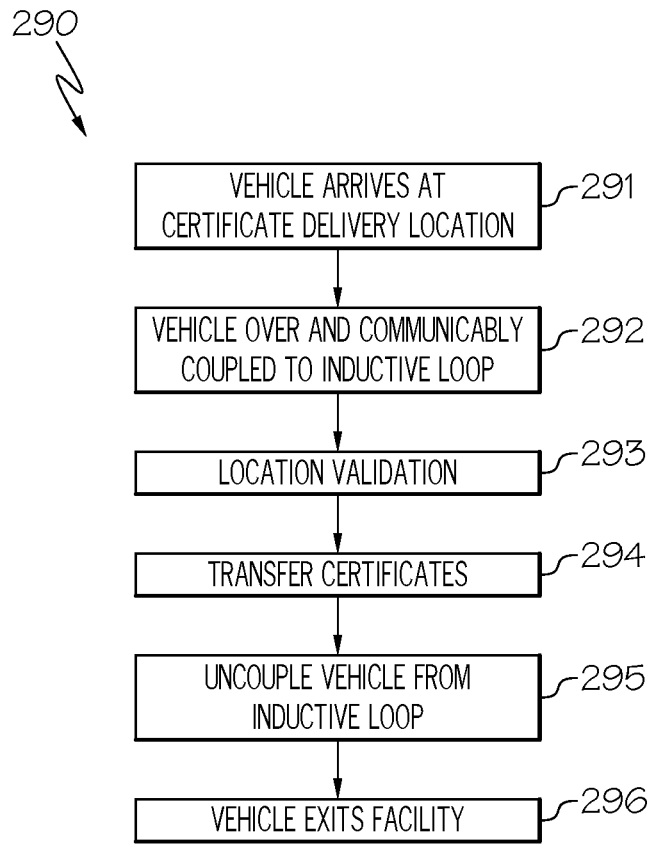 290
VEHICLE ARRIVES AT
CERTIFICATE DELIVERY LOCATION
291
VEHICLE OVER AND COMMUNICABLY
COUPLED TO INDUCTIVE LOOP
292
LOCATION VALIDATION
293
TRANSFER CERTIFICATES
294
UNCOUPLE VEHICLE FROM
INDUCTIVE LOOP
295
VEHICLE EXITS FACILITY
296